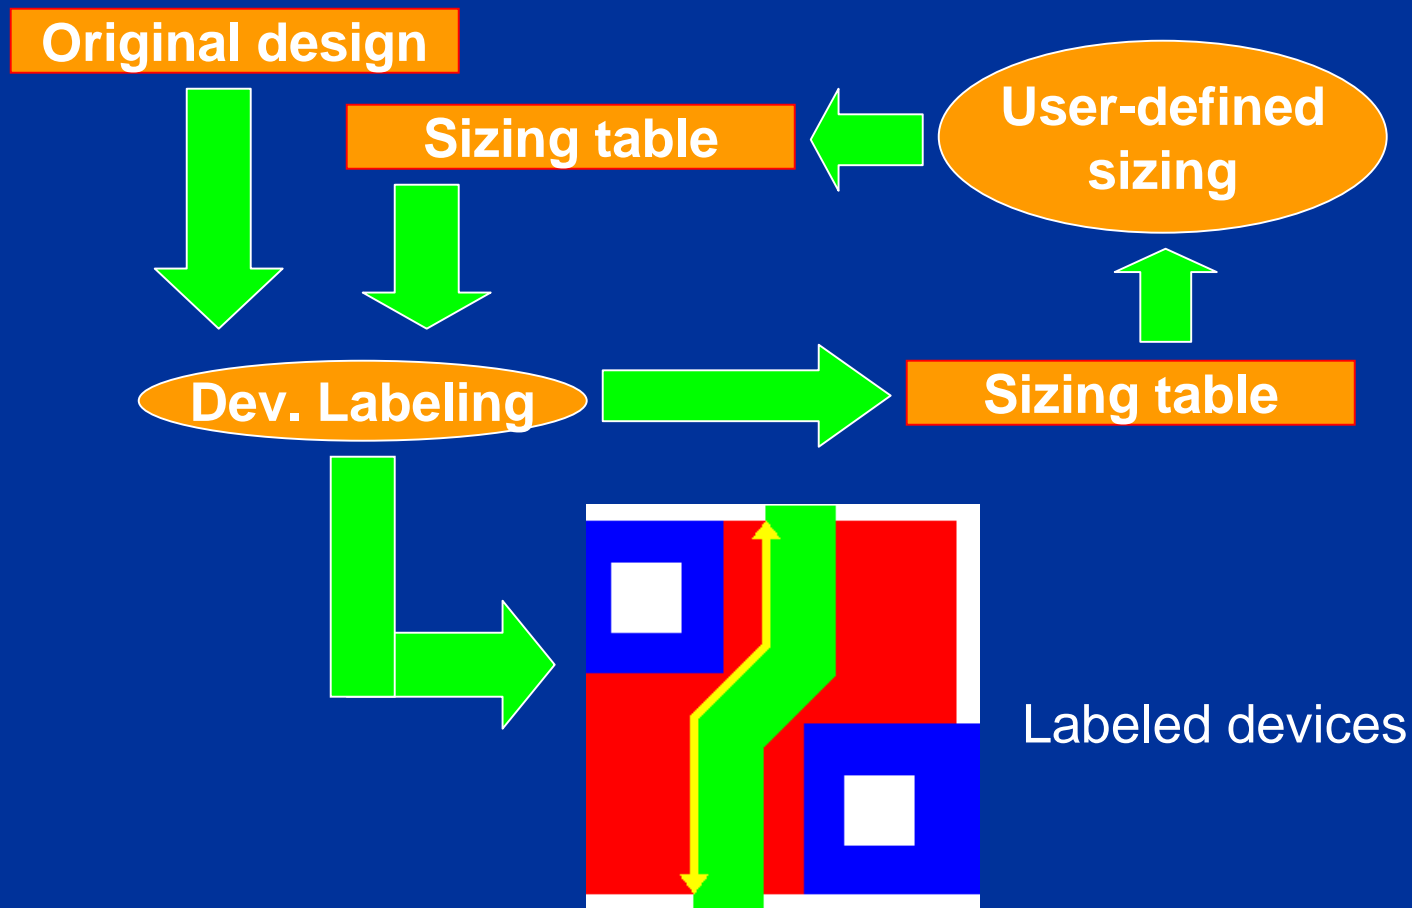 Original design
Sizing table
User-defined
sizing
Dev. Labeling
Sizing table
Labeled devices